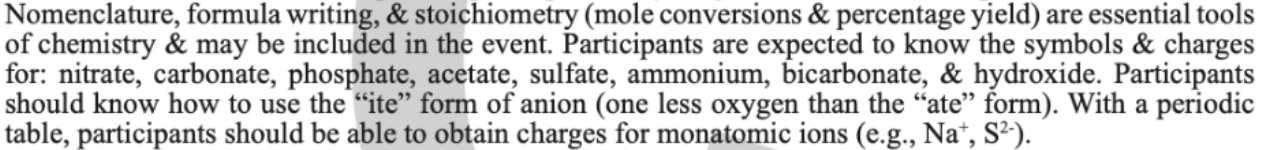 Nomenclature, formula writing, & stoichiometry (mole conversions & percentage yield) are essential tools
of chemistry & may be included in the event. Participants are expected to know the symbols & charges
for: nitrate, carbonate, phosphate, acetate, sulfate, ammonium, bicarbonate, & hydroxide. Participants
should know how to use the “ite” form of anion (one less oxygen than the “ate” form). With a periodic
table, participants should be able to obtain charges for monatomic ions (e.g., Na⁺, S²⁻).